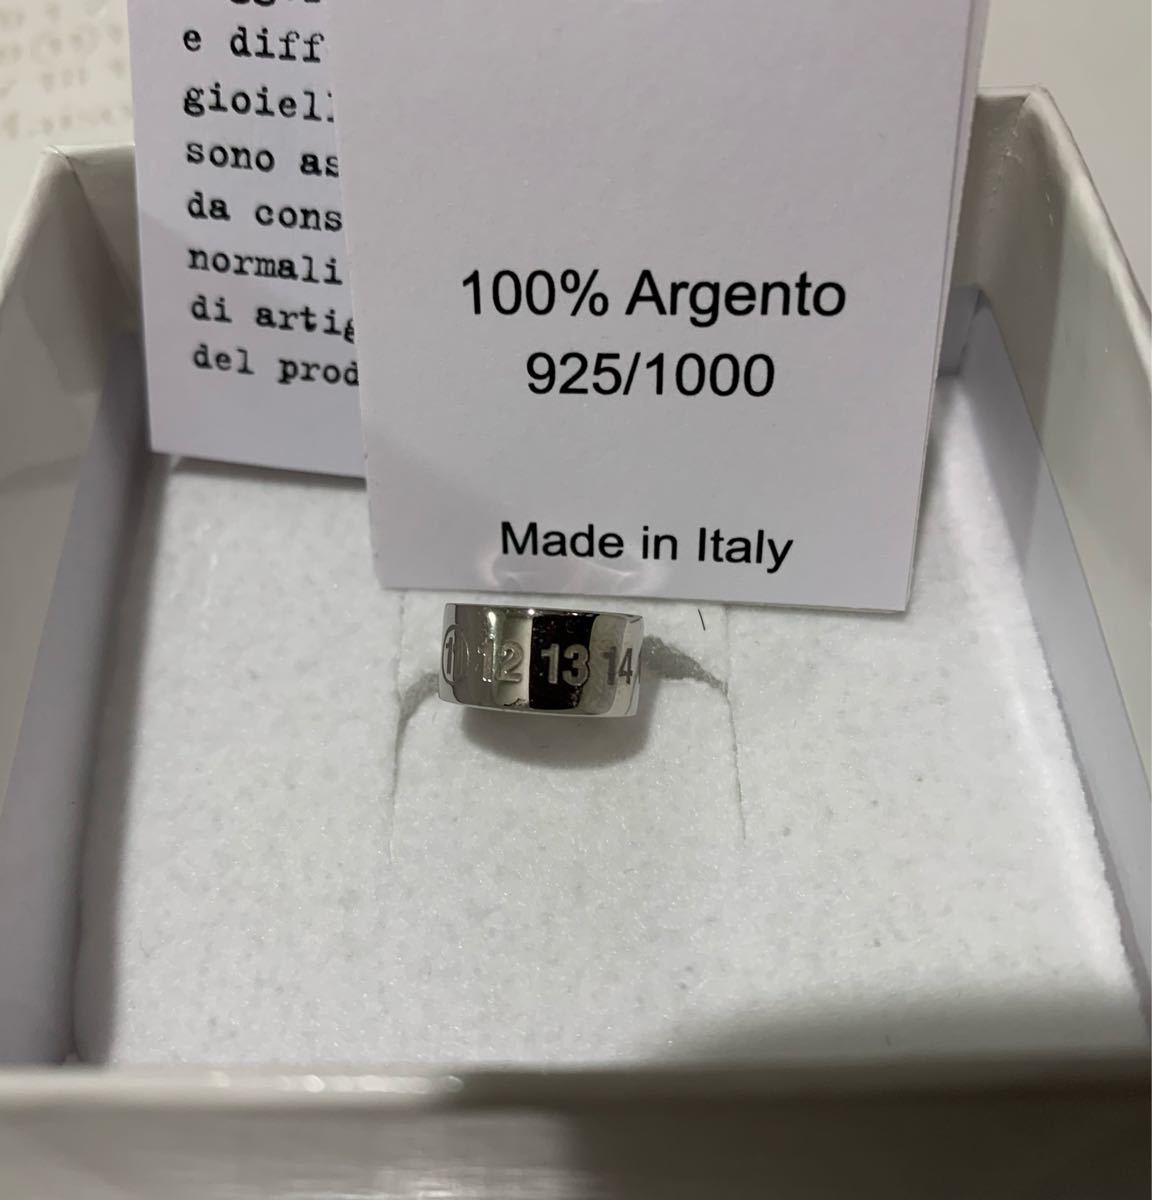 e diff
gioiell
sono as
da cons
normali
di artig
del prod
100% Argento
925/1000
Made in Italy
11 12 13 14